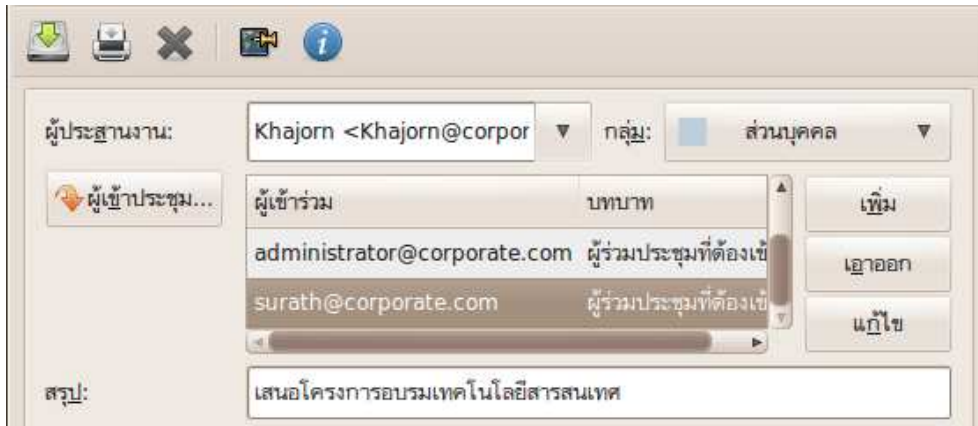 ผู้ประสานงาน: Khajorn <Khajorn@corpor กลุ่ม: ส่วนบุคคล
ผู้เข้าประชุม... ผู้เข้าร่วม บทบาท เพิ่ม
administrator@corporate.com ผู้ร่วมประชุมที่ต้องเข้ เอาออก
surath@corporate.com ผู้ร่วมประชุมที่ต้องเข้ แก้ไข
สรุป: เสนอโครงการอบรมเทคโนโลยีสารสนเทศ